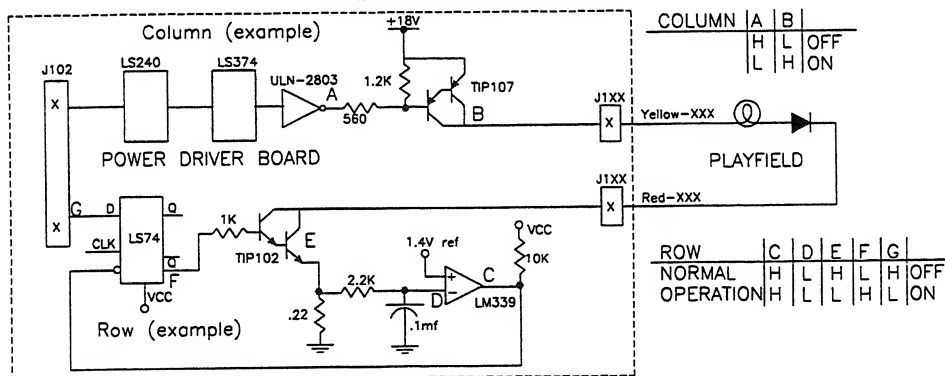 Column (example)
+18V
COLUMN A B
H L OFF
L H ON
J102
LS240
LS374
ULN-2803
A
1.2K
TIP107
560
B
J1XX
Yellow-XXX
X
X
POWER DRIVER BOARD
PLAYFIELD
J1XX
Red-XXX
X
G
D
Q
1K
E
1.4V ref
VCC
LS74
CLK
TIP102
2.2K
+
C
10K
Q
F
D
-
LM339
VCC
.22
.1mf
X
Row (example)
ROW C D E F G
NORMAL H L H L H OFF
OPERATION H L L H L ON